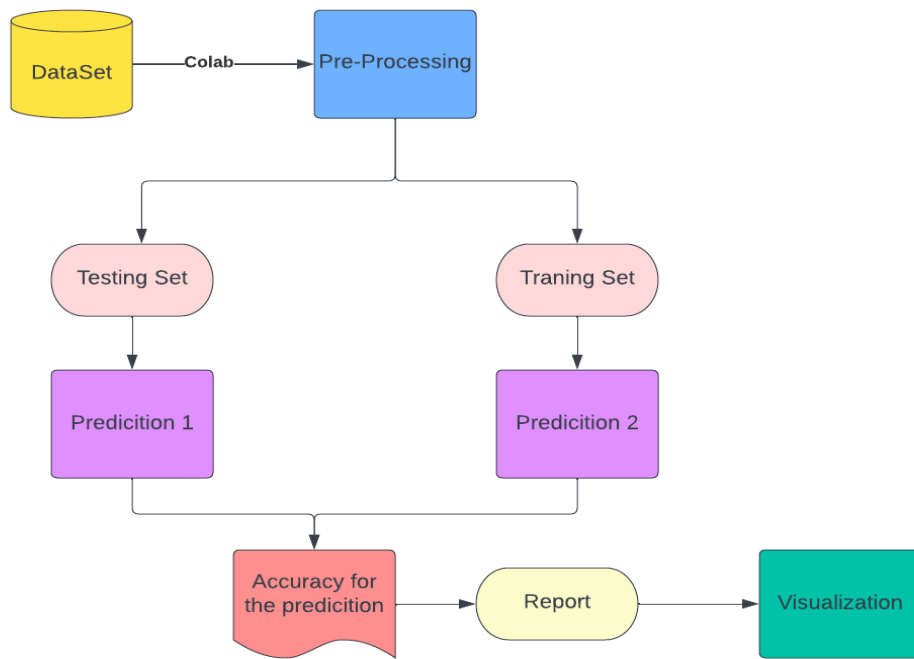 DataSet
Colab
Pre-Processing
Testing Set
Traning Set
Predicition 1
Predicition 2
Accuracy for
the predicition
Report
Visualization